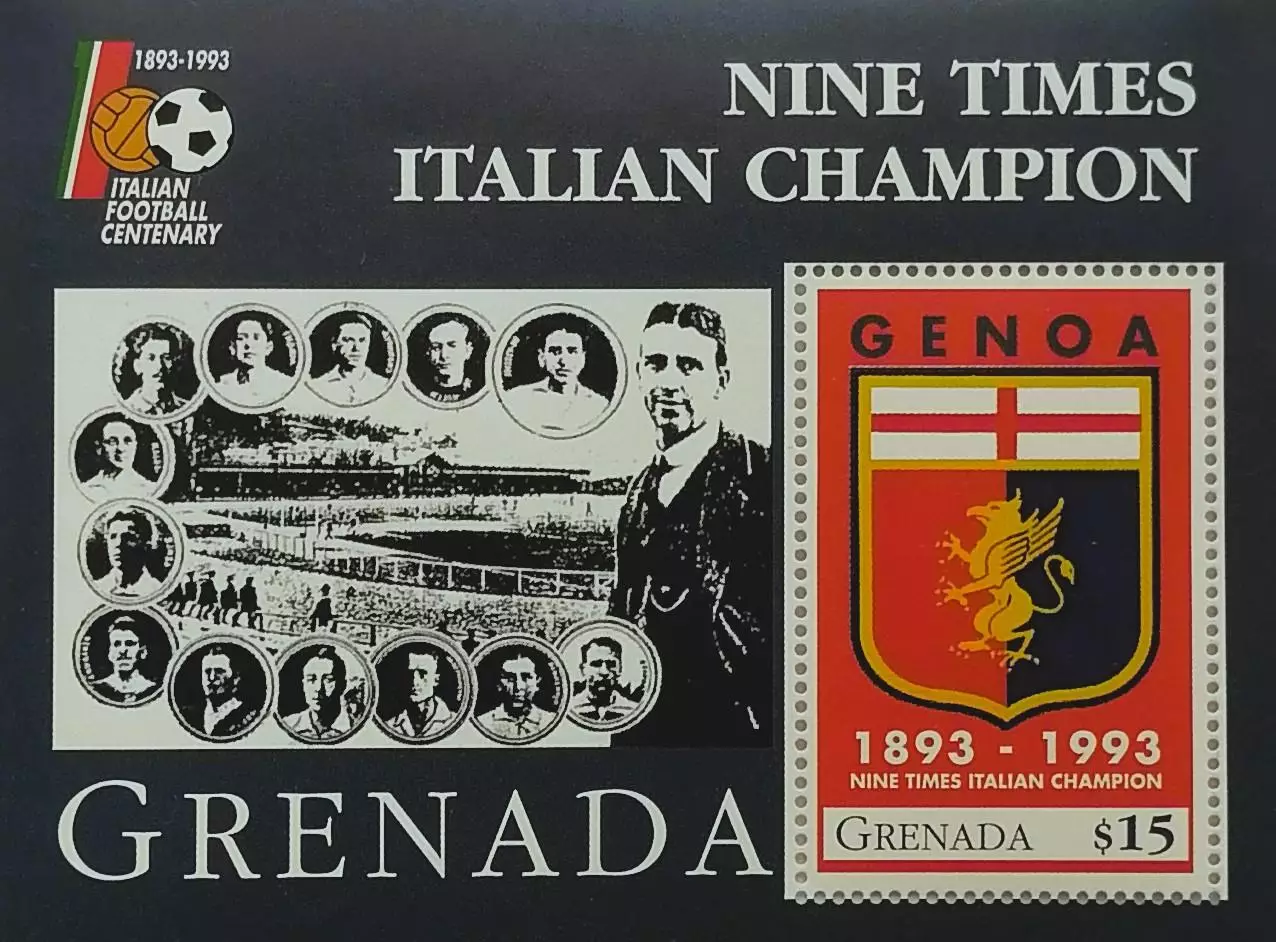 1893-1993
ITALIAN
FOOTBALL
CENTENARY
NINE TIMES
ITALIAN CHAMPION
GRENADA
GENOA
1893 - 1993
NINE TIMES ITALIAN CHAMPION
GRENADA $15